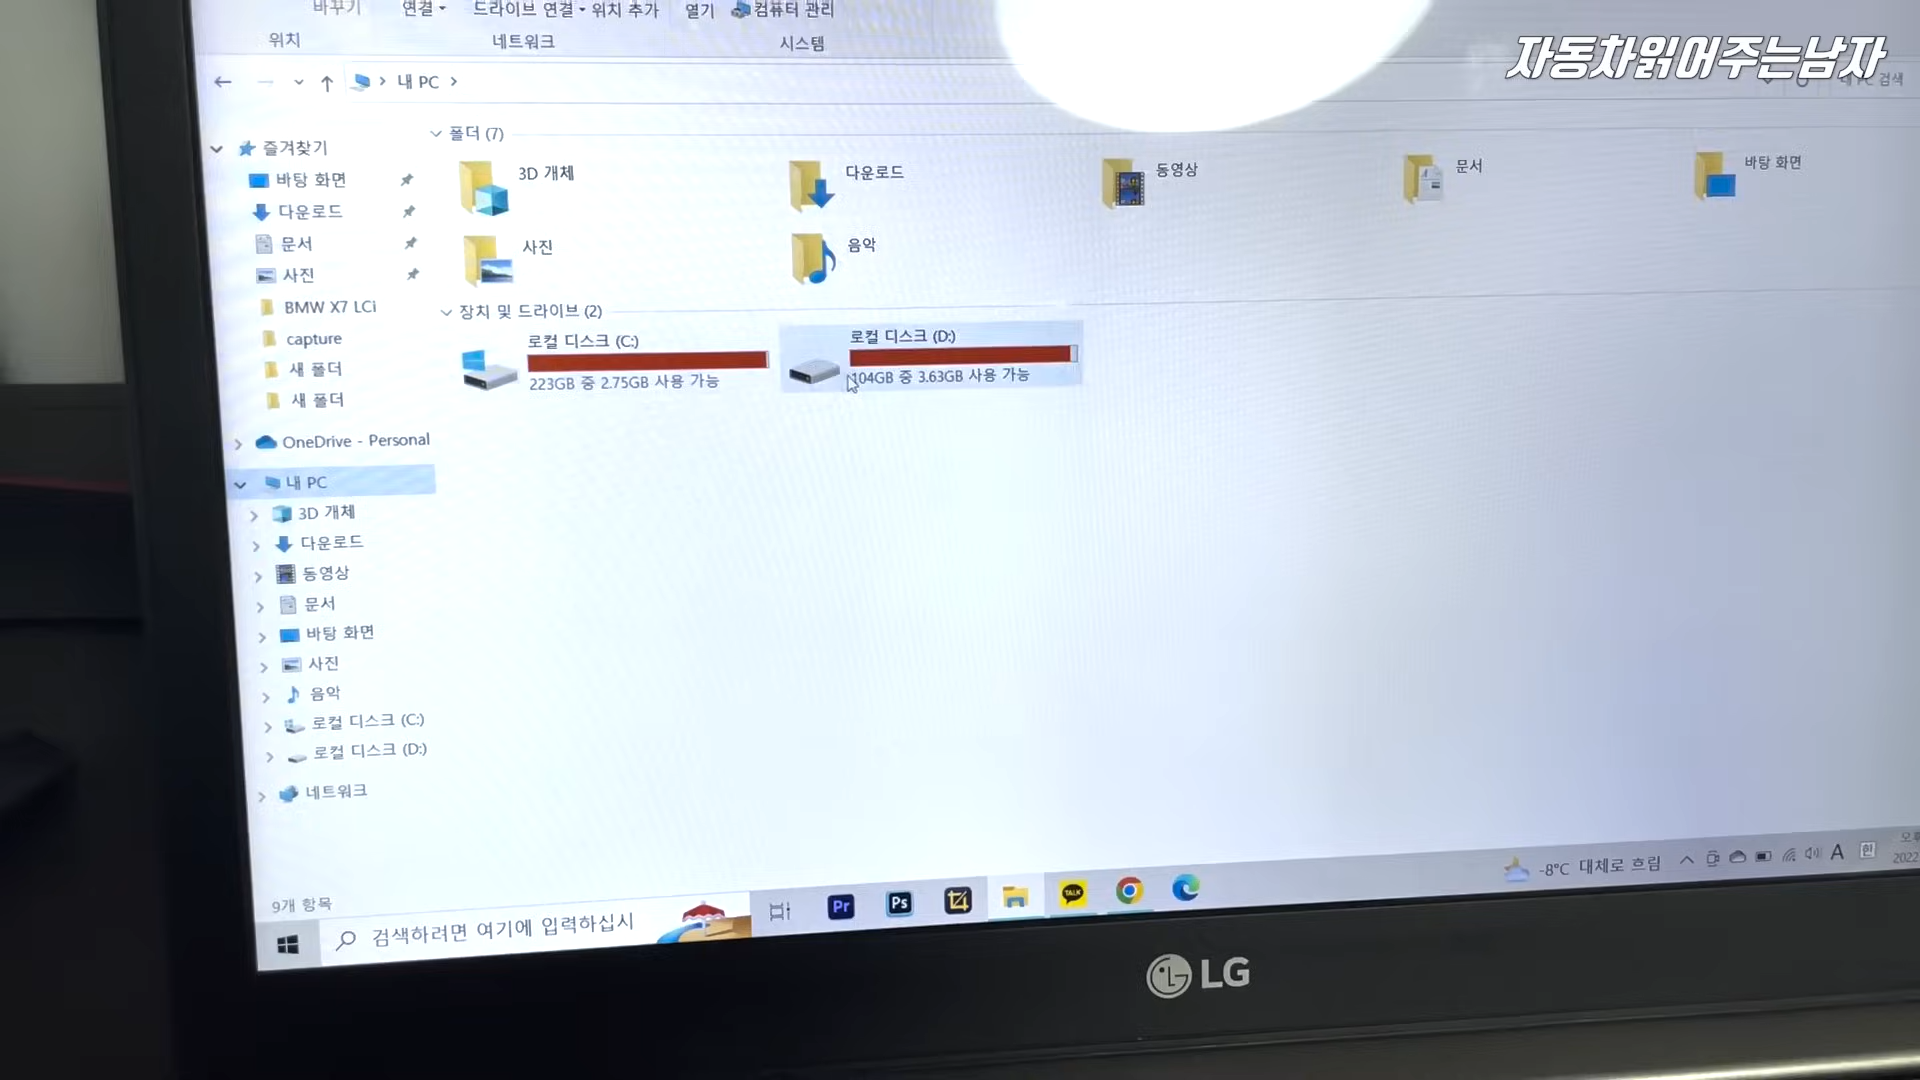 바꾸기
연결
드라이브 연결
위치 추가
열기
컴퓨터 관리
위치
네트워크
시스템
자동차읽어주는남자
내 PC
내 PC 검색
즐겨찾기
바탕 화면
다운로드
문서
사진
BMW X7 LCi
capture
새 폴더
새 폴더
OneDrive - Personal
내 PC
3D 개체
다운로드
동영상
문서
바탕 화면
사진
음악
로컬 디스크 (C:)
로컬 디스크 (D:)
네트워크
폴더 (7)
3D 개체
다운로드
동영상
문서
바탕 화면
사진
음악
장치 및 드라이브 (2)
로컬 디스크 (C:)
223GB 중 2.75GB 사용 가능
로컬 디스크 (D:)
104GB 중 3.63GB 사용 가능
9개 항목
검색하려면 여기에 입력하십시
Pr
Ps
TALK
-8°C 대체로 흐림
A
한
2022
LG